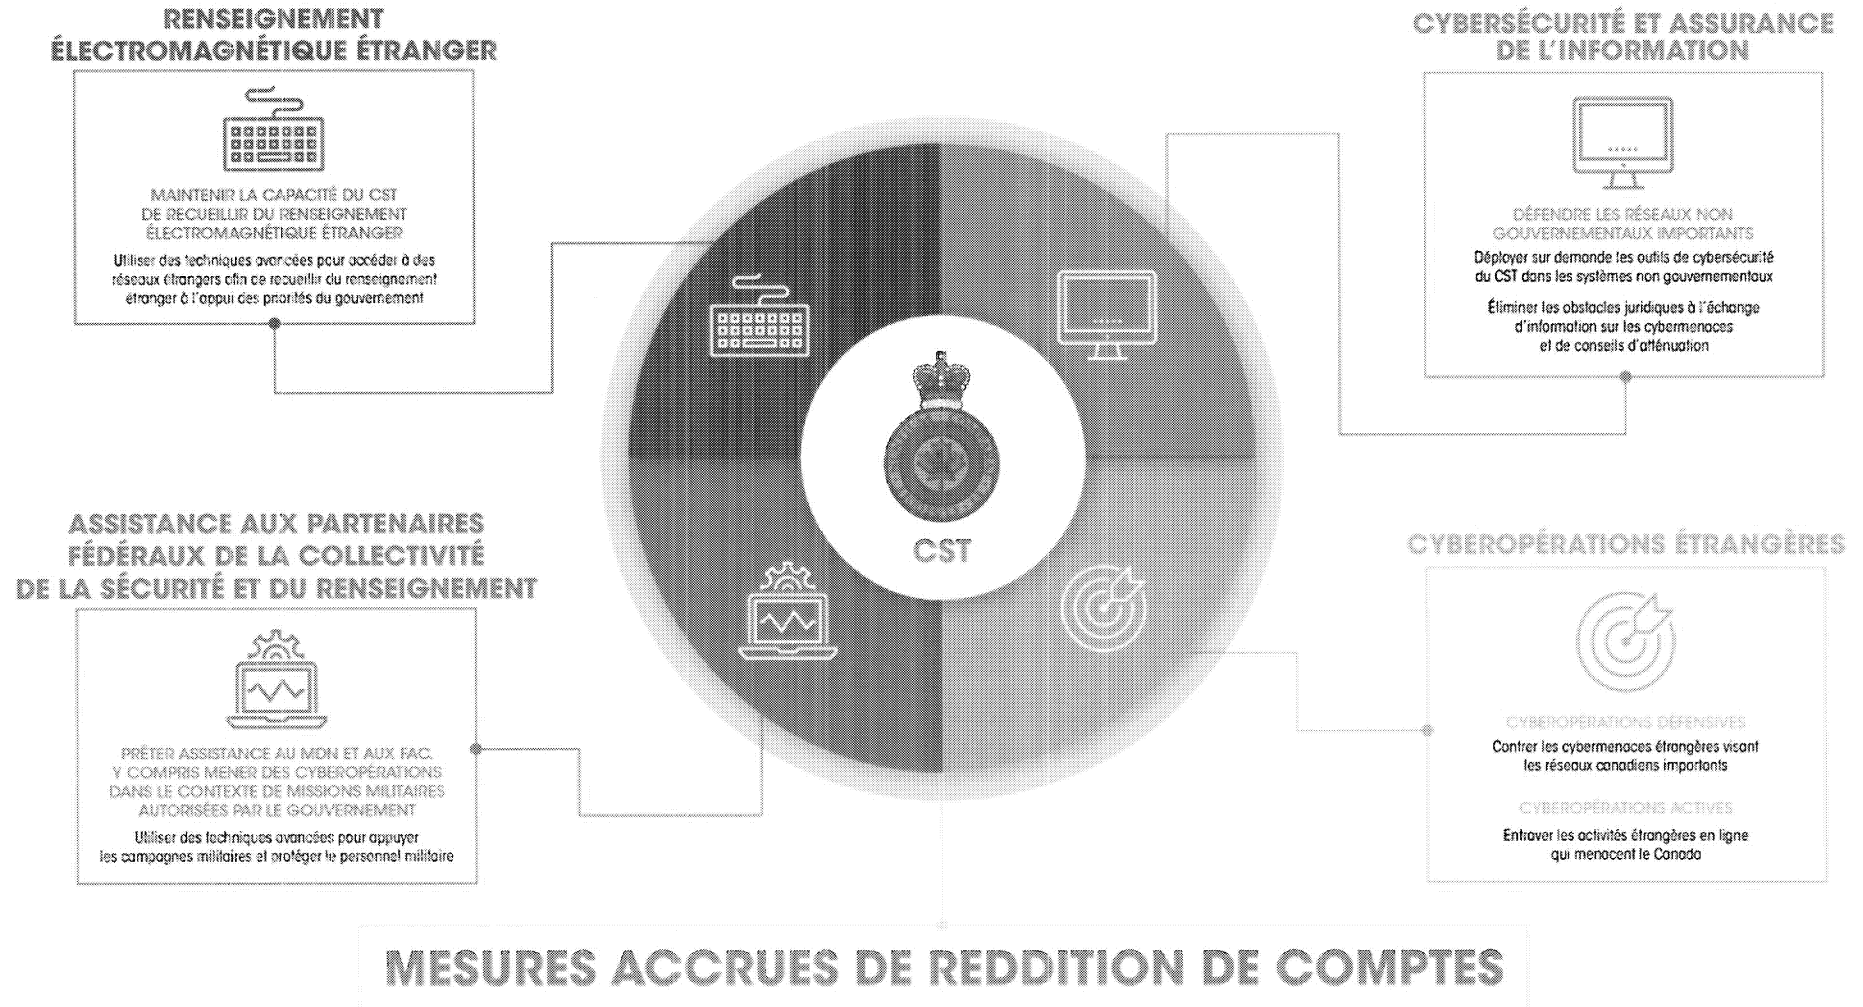 RENSEIGNEMENT
ÉLECTROMAGNÉTIQUE ÉTRANGER
MAINTENIR LA CAPACITÉ DU CST
DE RECUEILLIR DU RENSEIGNEMENT
ÉLECTROMAGNÉTIQUE ÉTRANGER
Utiliser des techniques avancées pour accéder à des
réseaux étrangers afin de recueillir du renseignement
étranger à l'appui des priorités du gouvernement
CYBERSÉCURITÉ ET ASSURANCE
DE L'INFORMATION
DÉFENDRE LES RÉSEAUX NON
GOUVERNEMENTAUX IMPORTANTS
Déployer sur demande les outils de cybersécurité
du CST dans les systèmes non gouvernementaux
Éliminer les obstacles juridiques à l'échange
d'information sur les cybermenaces
et de conseils d'atténuation
CST
ASSISTANCE AUX PARTENAIRES
FÉDÉRAUX DE LA COLLECTIVITÉ
DE LA SÉCURITÉ ET DU RENSEIGNEMENT
PRÊTER ASSISTANCE AU MDN ET AUX FAC,
Y COMPRIS MENER DES CYBEROPÉRATIONS
DANS LE CONTEXTE DE MISSIONS MILITAIRES
AUTORISÉES PAR LE GOUVERNEMENT
Utiliser des techniques avancées pour appuyer
les campagnes militaires et protéger le personnel militaire
CYBEROPÉRATIONS ÉTRANGÈRES
CYBEROPÉRATIONS DÉFENSIVES
Contrer les cybermenaces étrangères visant
les réseaux canadiens importants
CYBEROPÉRATIONS ACTIVES
Entraver les activités étrangères en ligne
qui menacent le Canada
MESURES ACCRUES DE REDDITION DE COMPTES